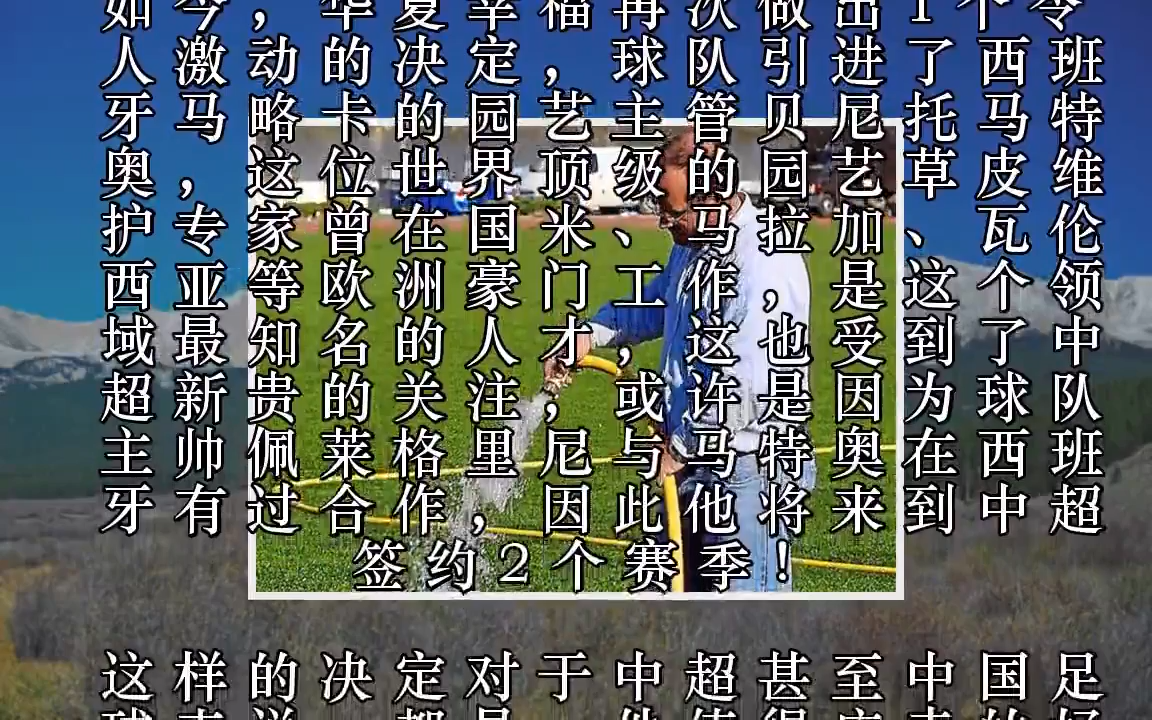 如今，华夏幸福再次做出1个令
人激动的决定，球队引进了西班
牙马略卡的园艺主管贝尼托马特
奥，这位世界顶级的园艺草皮维
护专家曾在国米、马拉加、瓦伦
西亚等欧洲豪门工作，是这个领
域最知名的人才，这也是受到了中
超新贵的关注，或许是因为球队
主帅佩莱格里尼与马特奥在西班
牙有过合作，因此他将来到中超
签约2个赛季！
这样的决定对于中超甚至中国足